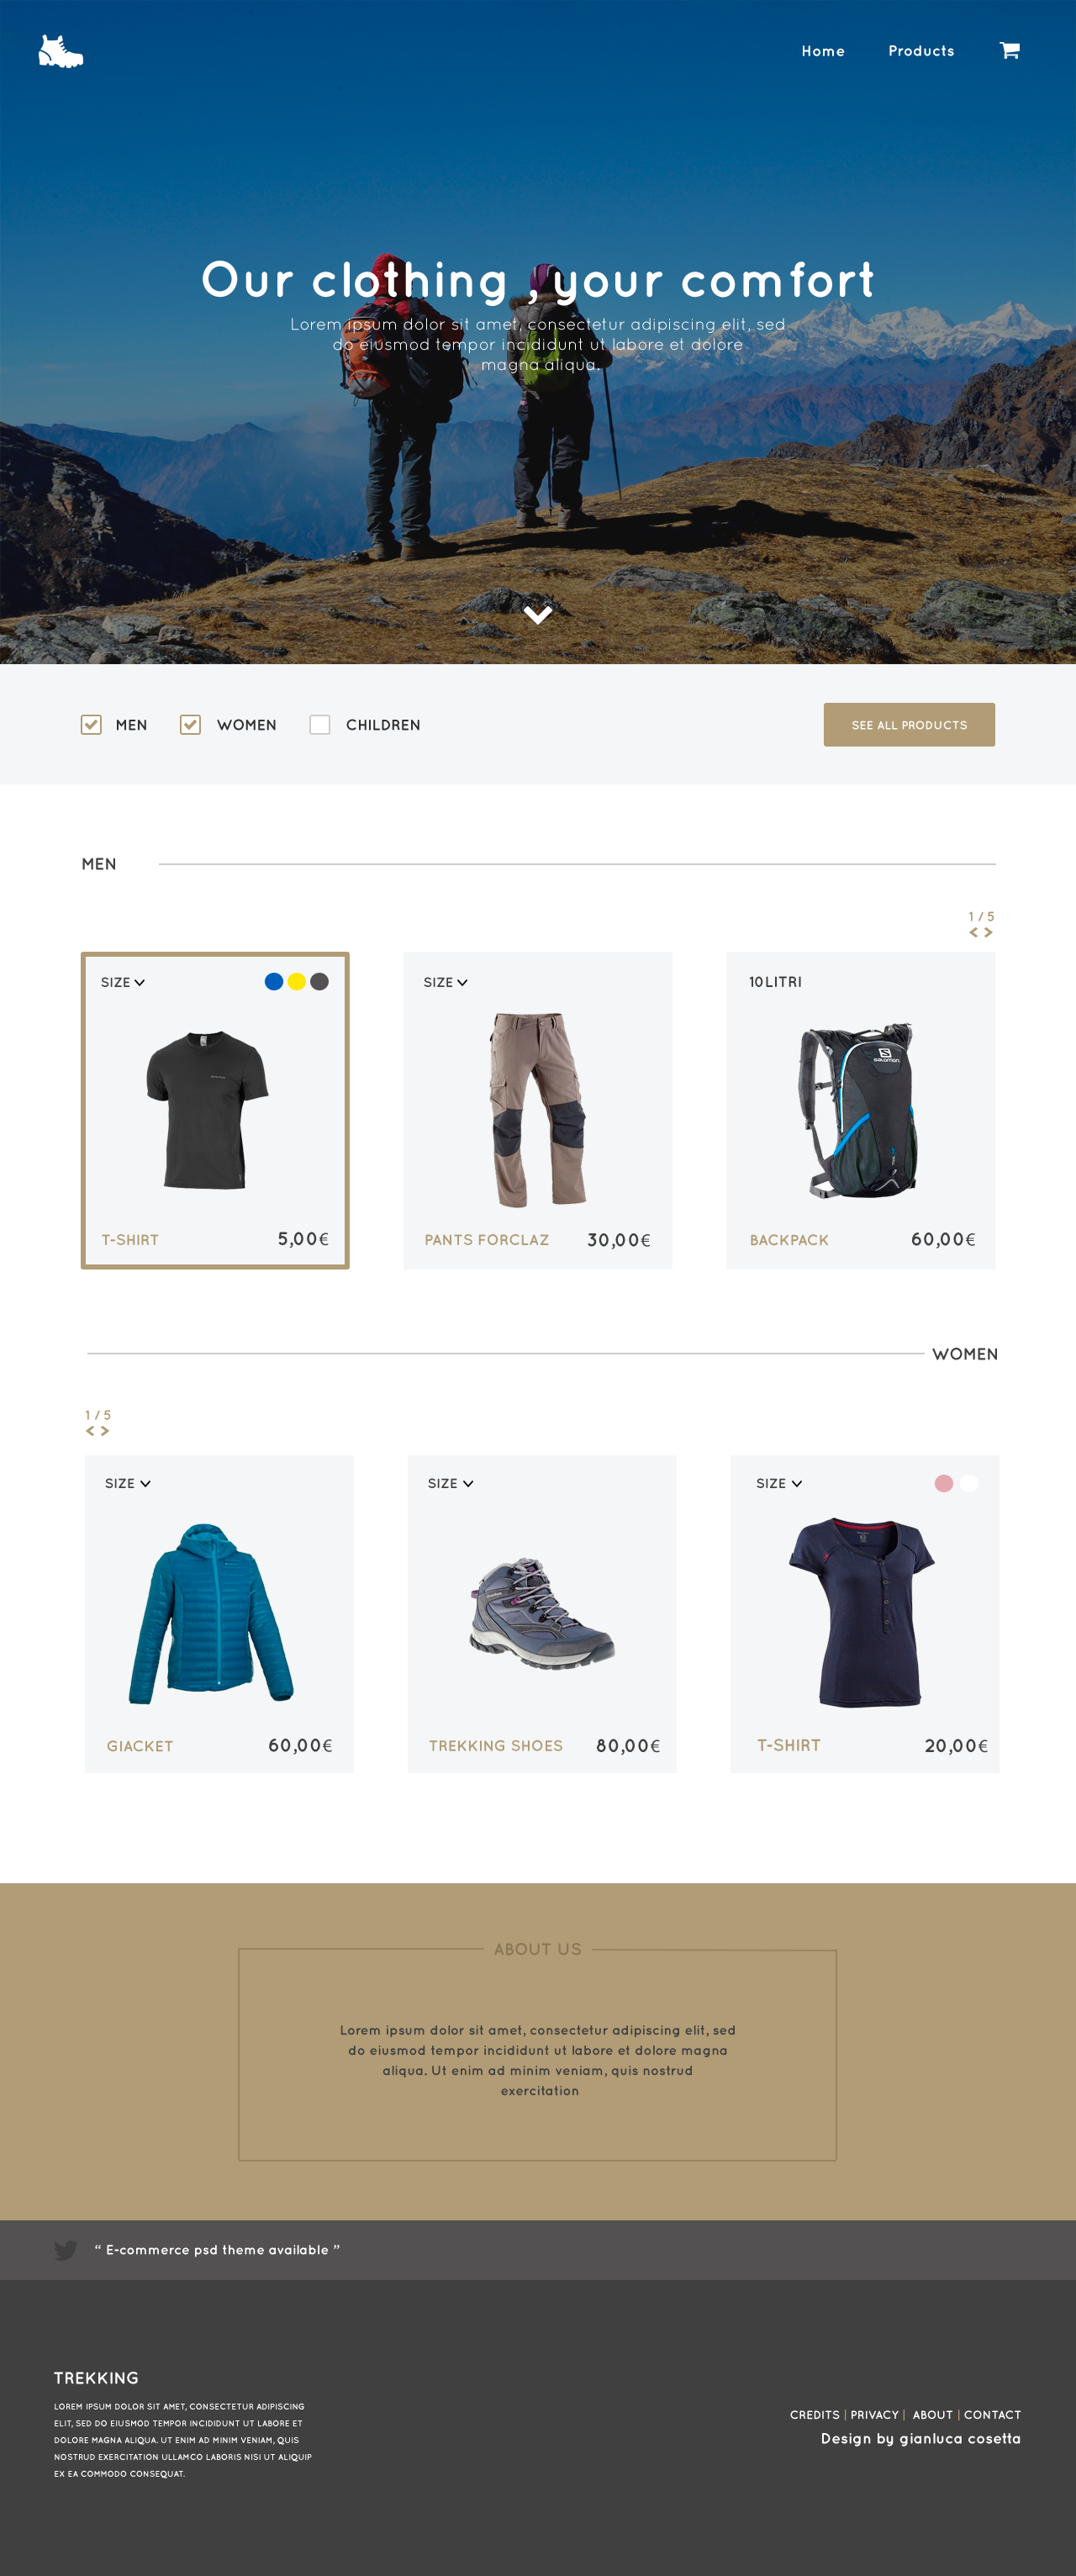 Home Products
Our clothing , your comfort
Lorem ipsum dolor sit amet, consectetur adipiscing elit, sed
do eiusmod tempor incididunt ut labore et dolore
magna aliqua.
MEN WOMEN CHILDREN SEE ALL PRODUCTS
MEN
1 / 5
< >
SIZE SIZE 10LITRI
salomon
T-SHIRT 5,00€ PANTS FORCLAZ 30,00€ BACKPACK 60,00€
WOMEN
1 / 5
< >
SIZE SIZE SIZE
GIACKET 60,00€ TREKKING SHOES 80,00€ T-SHIRT 20,00€
ABOUT US
Lorem ipsum dolor sit amet, consectetur adipiscing elit, sed
do eiusmod tempor incididunt ut labore et dolore magna
aliqua. Ut enim ad minim veniam, quis nostrud
exercitation
“ E-commerce psd theme available ”
TREKKING
LOREM IPSUM DOLOR SIT AMET, CONSECTETUR ADIPISCING
ELIT, SED DO EIUSMOD TEMPOR INCIDIDUNT UT LABORE ET
DOLORE MAGNA ALIQUA. UT ENIM AD MINIM VENIAM, QUIS
NOSTRUD EXERCITATION ULLAMCO LABORIS NISI UT ALIQUIP
EX EA COMMODO CONSEQUAT.
CREDITS | PRIVACY | ABOUT | CONTACT
Design by gianluca cosetta